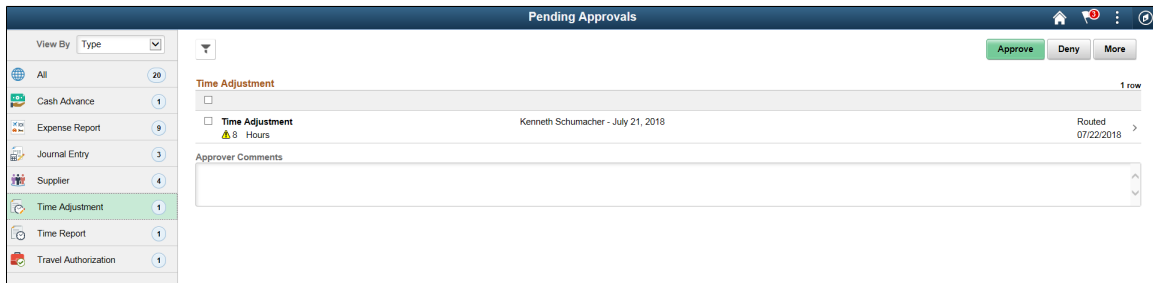 Pending Approvals
3
View By Type
Approve Deny More
All 20
Cash Advance 1
Expense Report 9
Journal Entry 3
Supplier 4
Time Adjustment 1
Time Report 1
Travel Authorization 1
Time Adjustment
1 row
Time Adjustment Kenneth Schumacher - July 21, 2018 Routed
8 Hours 07/22/2018
Approver Comments